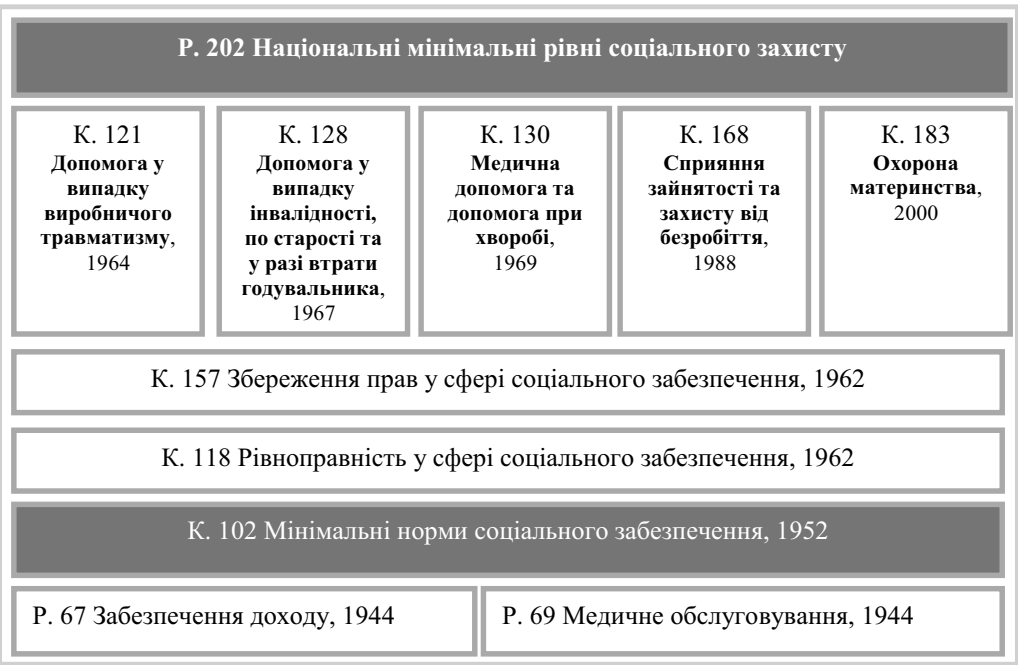 Р. 202 Національні мінімальні рівні соціального захисту
К. 121
Допомога у
випадку
виробничого
травматизму,
1964
К. 128
Допомога у
випадку
інвалідності,
по старості та
у разі втрати
годувальника,
1967
К. 130
Медична
допомога та
допомога при
хворобі,
1969
К. 168
Сприяння
зайнятості та
захисту від
безробіття,
1988
К. 183
Охорона
материнства,
2000
К. 157 Збереження прав у сфері соціального забезпечення, 1962
К. 118 Рівноправність у сфері соціального забезпечення, 1962
К. 102 Мінімальні норми соціального забезпечення, 1952
Р. 67 Забезпечення доходу, 1944
Р. 69 Медичне обслуговування, 1944